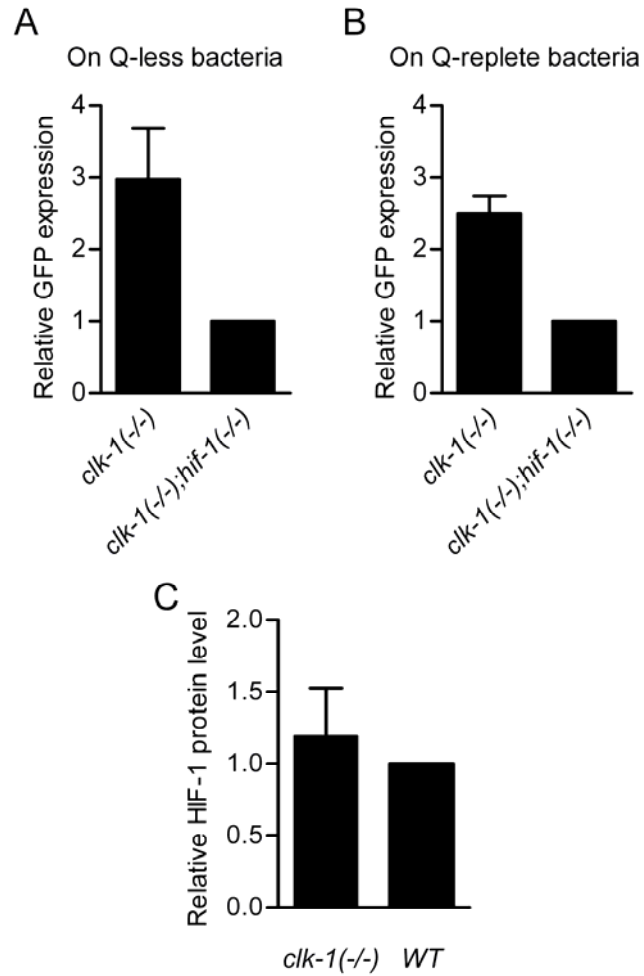 A
On Q-less bacteria
Relative GFP expression
4
3
2
1
0
clk-1(-/-)
clk-1(-/-);hif-1(-/-)
B
On Q-replete bacteria
Relative GFP expression
4
3
2
1
0
clk-1(-/-)
clk-1(-/-);hif-1(-/-)
C
Relative HIF-1 protein level
2.0
1.5
1.0
0.5
0.0
clk-1(-/-) WT